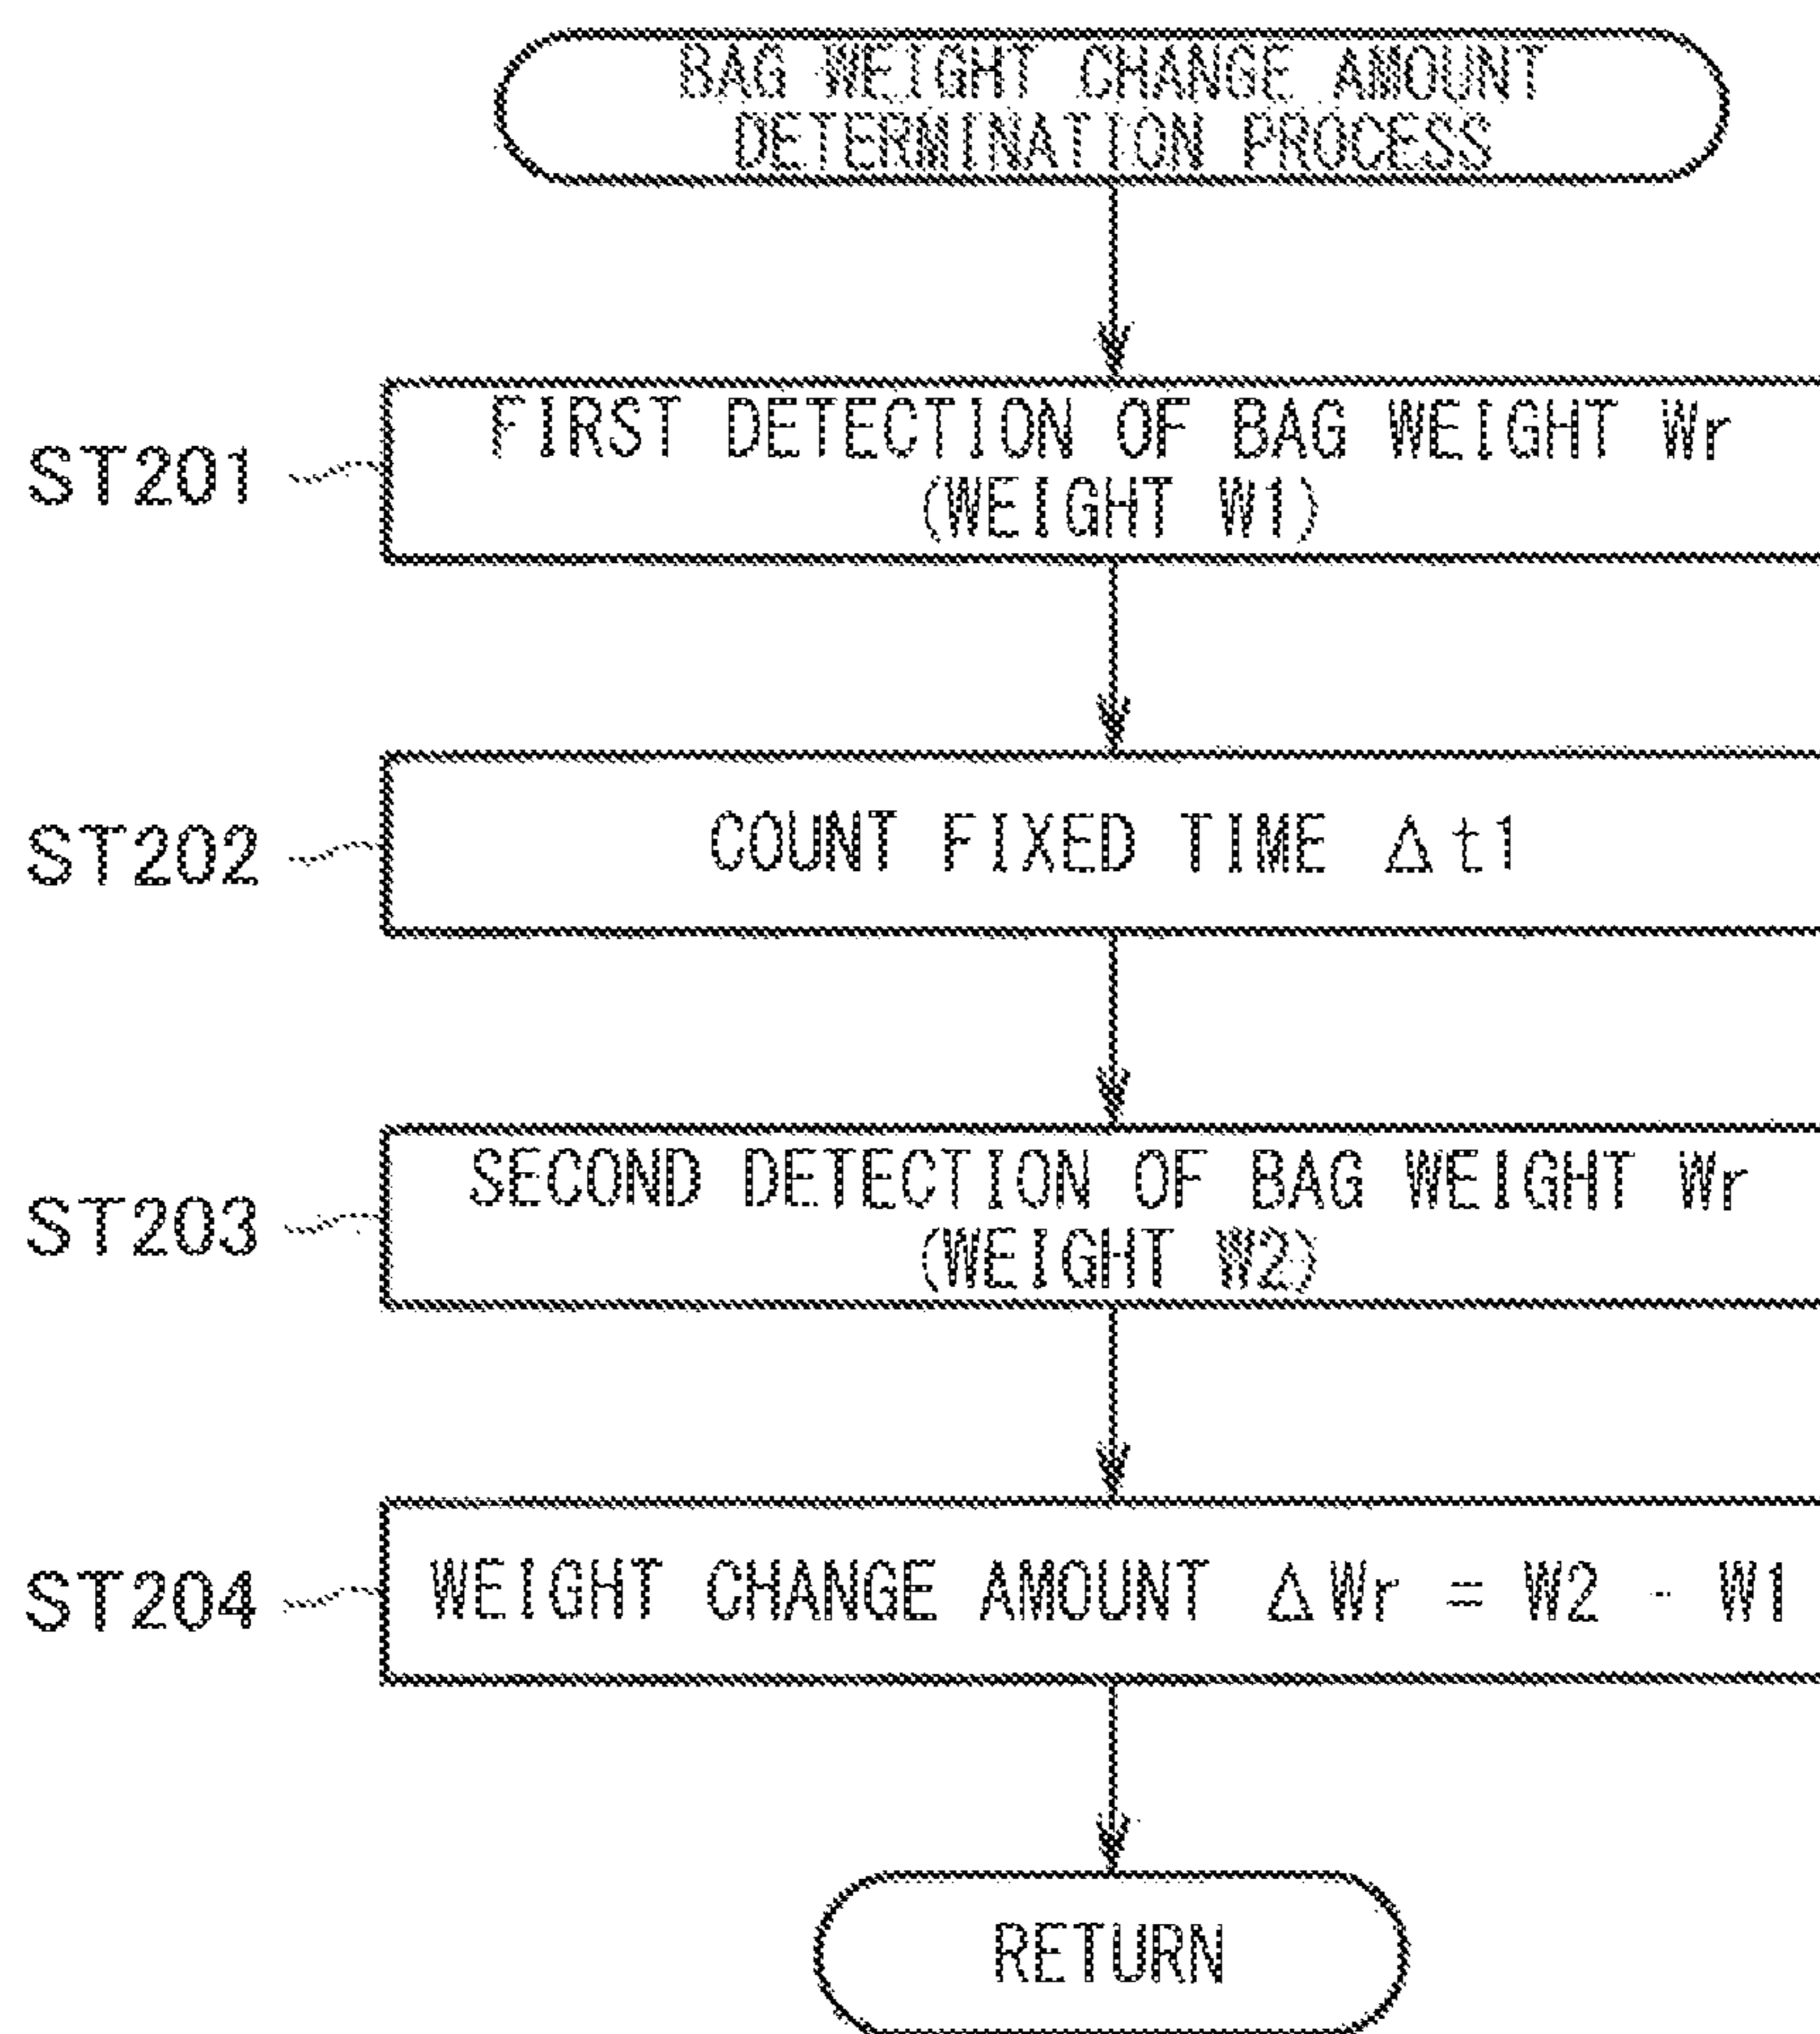 BAG WEIGHT CHANGE AMOUNT
DETERMINATION PROCESS
ST201
FIRST DETECTION OF BAG WEIGHT Wr
(WEIGHT W1)
ST202
COUNT FIXED TIME Δt1
ST203
SECOND DETECTION OF BAG WEIGHT Wr
(WEIGHT W2)
ST204
WEIGHT CHANGE AMOUNT ΔWr = W2 - W1
RETURN